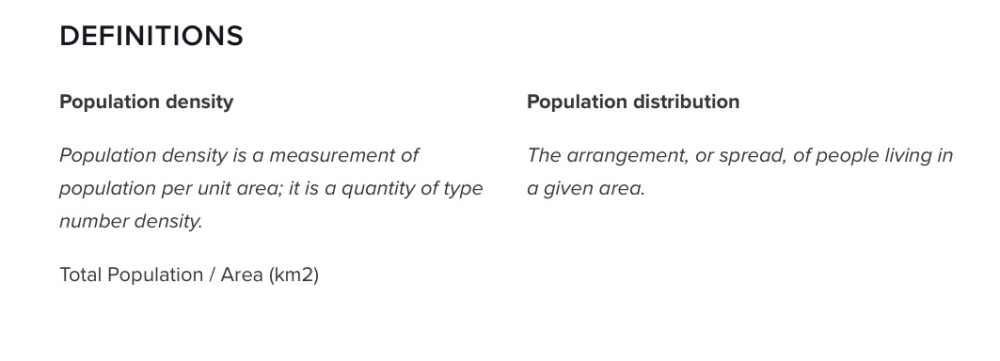 DEFINITIONS
Population density
Population density is a measurement of
population per unit area; it is a quantity of type
number density.
Total Population / Area (km2)
Population distribution
The arrangement, or spread, of people living in
a given area.